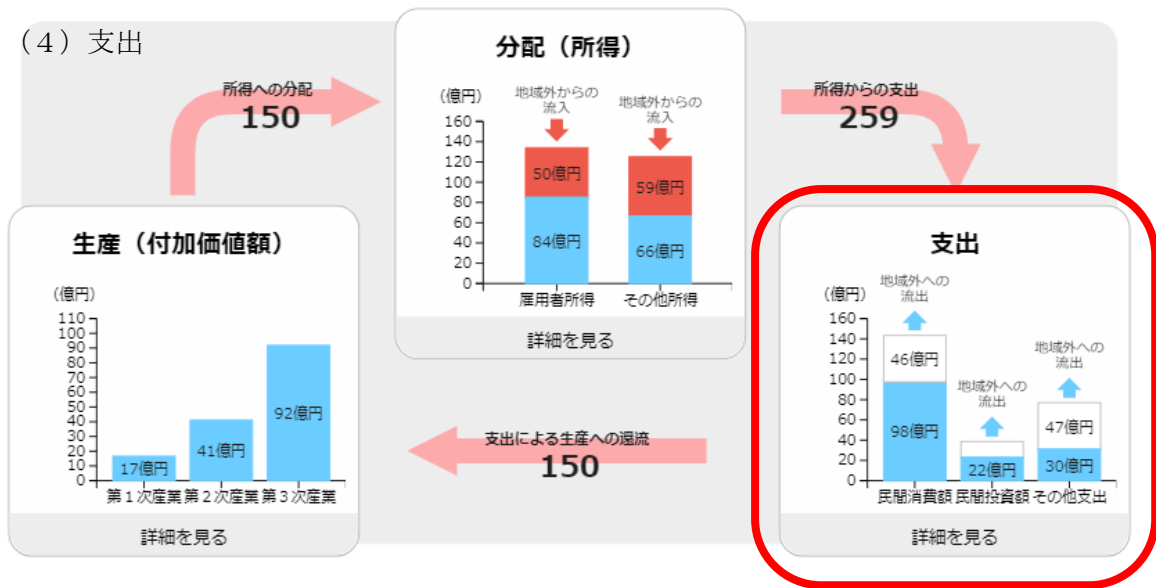 （4）支出
分配（所得）
所得への分配
150
（億円）
地域外からの
流入
地域外からの
流入
160
140
120
100
80
60
40
20
0
50億円
59億円
84億円
66億円
雇用者所得
その他所得
詳細を見る
所得からの支出
259
生産（付加価値額）
（億円）
110
100
90
80
70
60
50
40
30
20
10
0
17億円
41億円
92億円
第1次産業
第2次産業
第3次産業
詳細を見る
支出による生産への還流
150
支出
（億円）
地域外への
流出
地域外への
流出
地域外への
流出
160
140
120
100
80
60
40
20
0
46億円
47億円
98億円
22億円
30億円
民間消費額
民間投資額
その他支出
詳細を見る